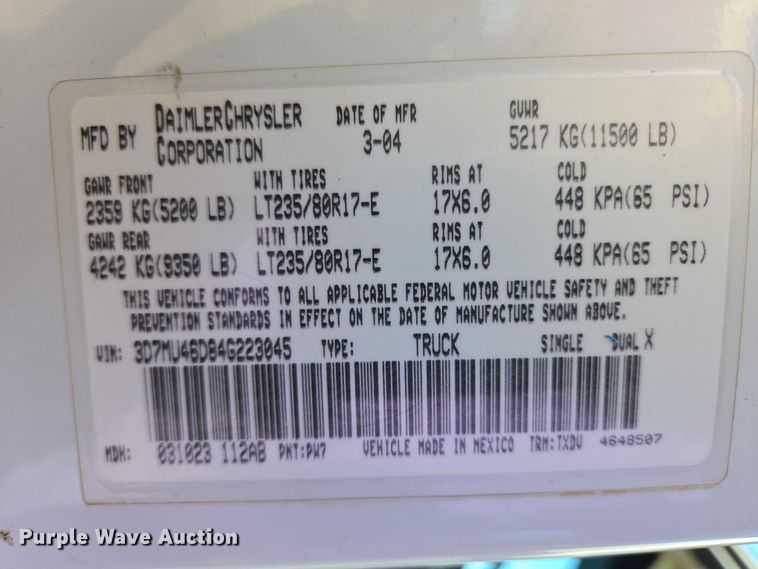 MFD BY DAIMLERCHRYSLER CORPORATION DATE OF MFR 3-04 GVWR 5217 KG(11500 LB)
GAWR FRONT WITH TIRES RIMS AT COLD
2359 KG(5200 LB) LT235/80R17-E 17X6.0 448 KPA(65 PSI)
GAWR REAR WITH TIRES RIMS AT COLD
4242 KG(9350 LB) LT235/80R17-E 17X6.0 448 KPA(65 PSI)
THIS VEHICLE CONFORMS TO ALL APPLICABLE FEDERAL MOTOR VEHICLE SAFETY AND THEFT
PREVENTION STANDARDS IN EFFECT ON THE DATE OF MANUFACTURE SHOWN ABOVE.
VIN: 3D7MU46D84G223045 TYPE: TRUCK SINGLE DUAL X
MDH: 031023 112AB PNT:PW7 VEHICLE MADE IN MEXICO TRM:TXDV 4648507
Purple Wave Auction